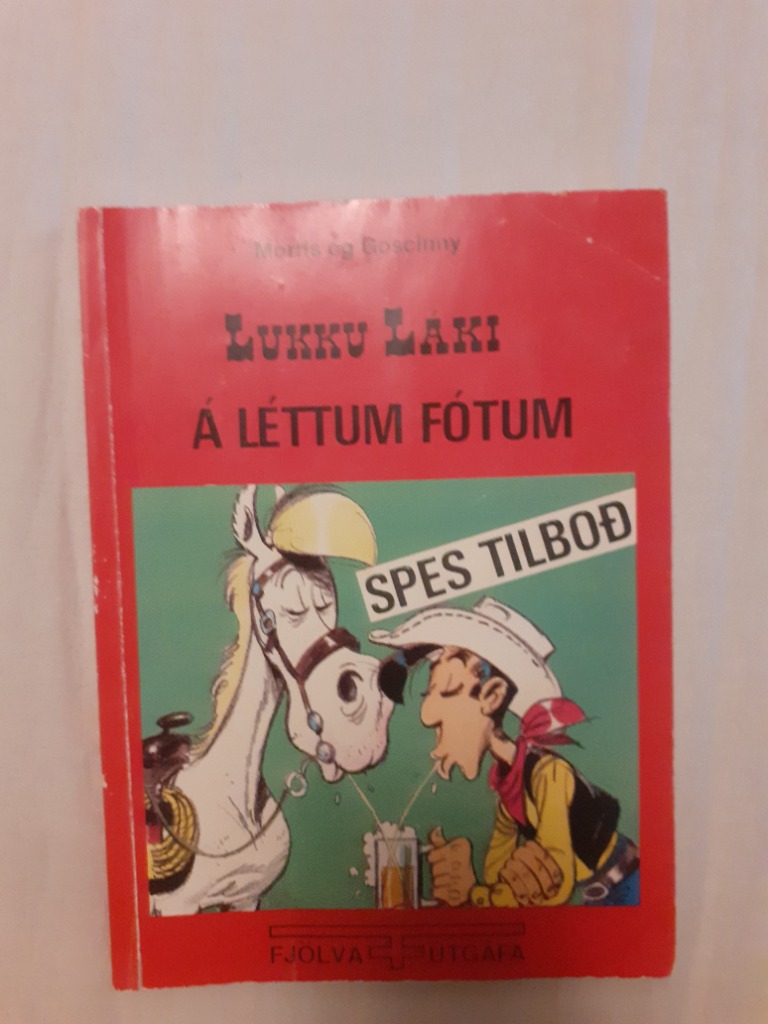 Morris og Goscinny
LUKKU LÁKI
Á LÉTTUM FÓTUM
SPES TILBOÐ
FJÖLVA ÚTGÁFA